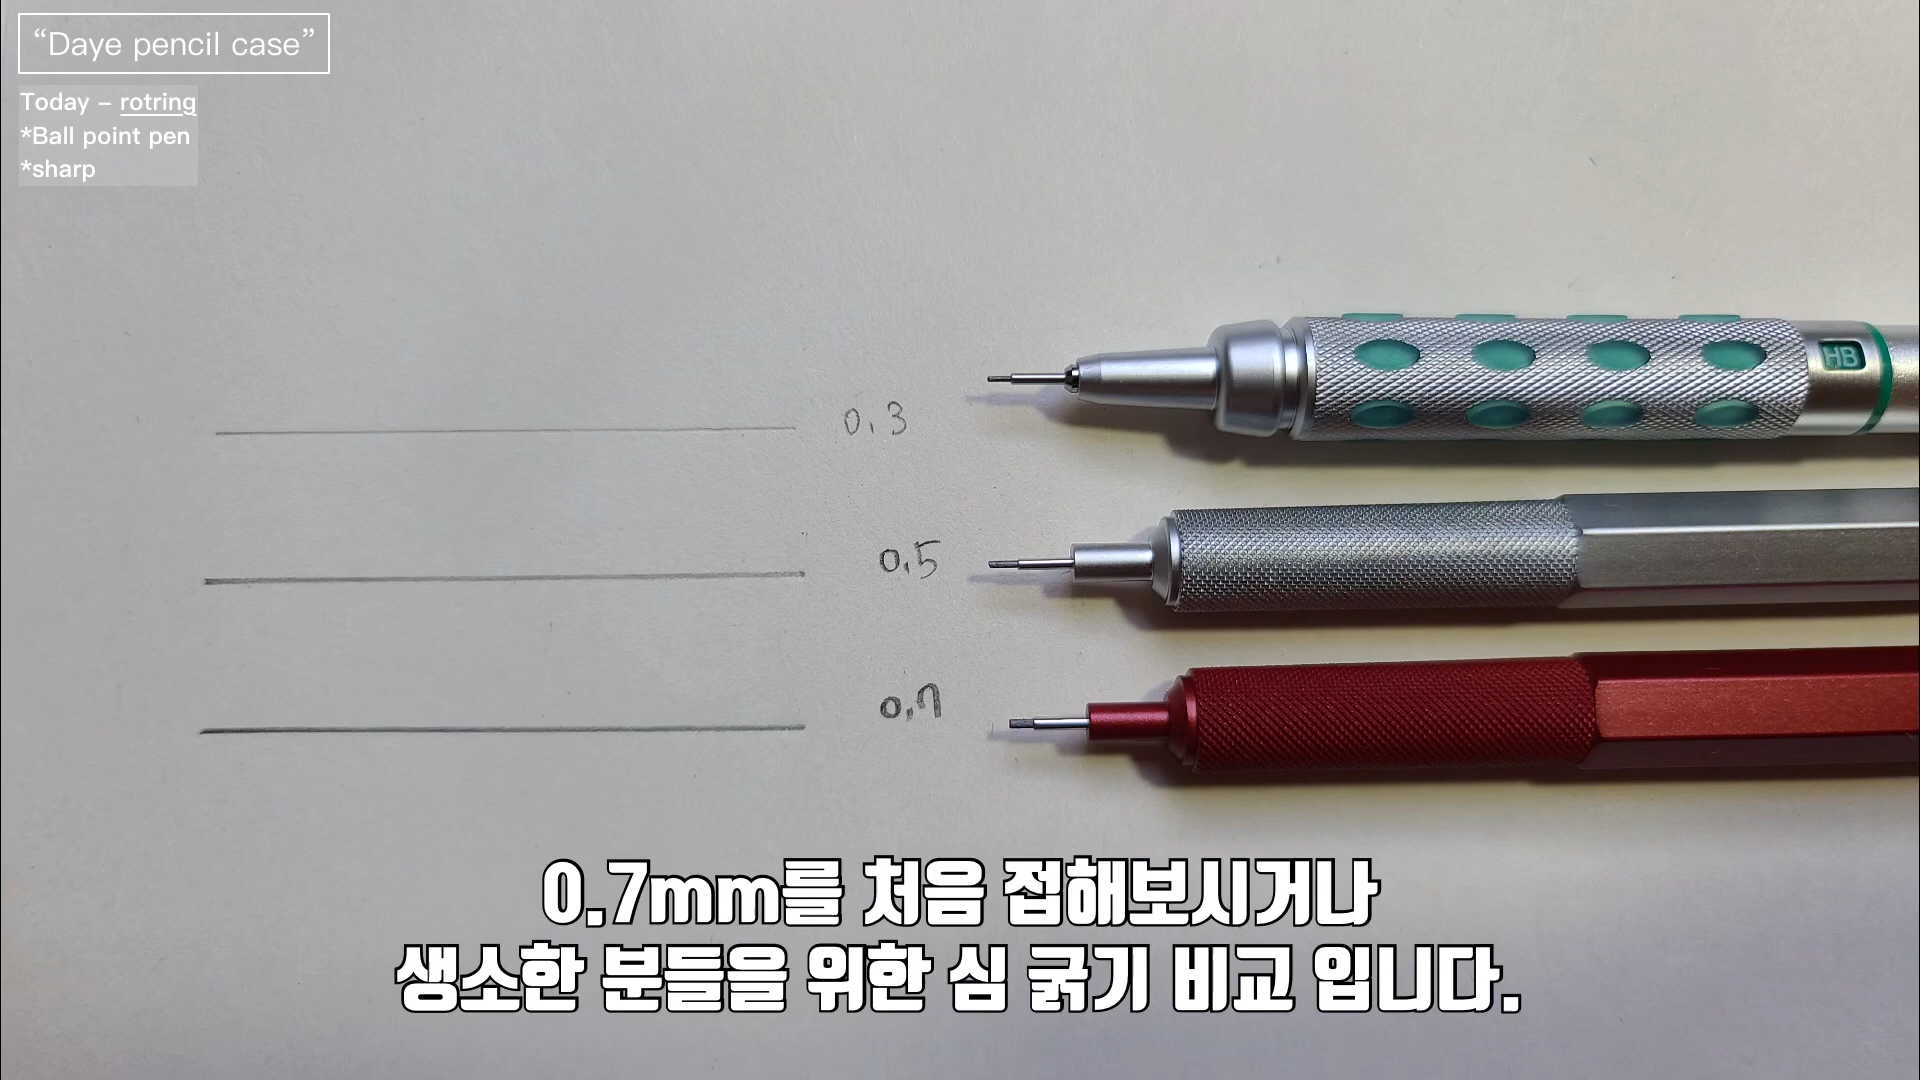 “Daye pencil case”
Today – rotring
*Ball point pen
*sharp
HB
0.3
0.5
0.7
0.7mm를 처음 접해보시거나
생소한 분들을 위한 심 굵기 비교 입니다.